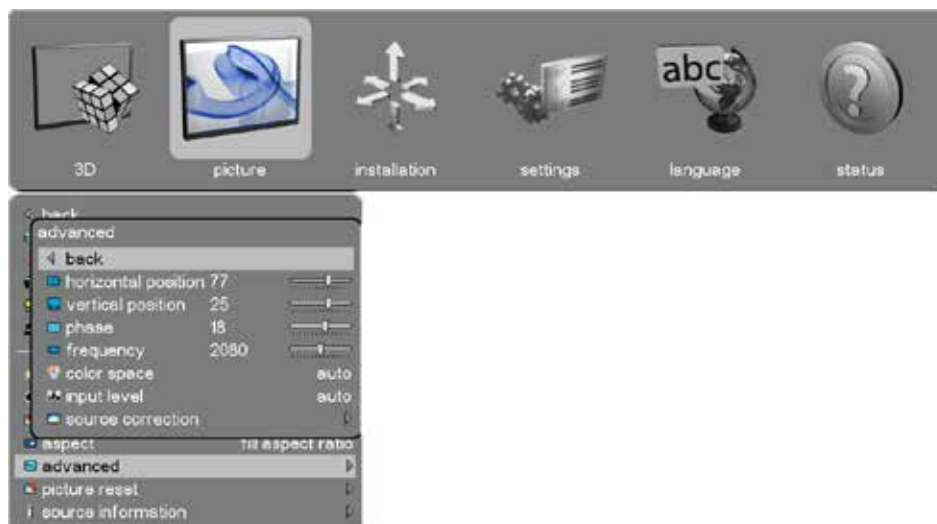 abc
?
3D picture installation settings language status
back
advanced
back
horizontal position 77
vertical position 25
phase 18
frequency 2080
color space auto
input level auto
source correction
aspect fill aspect ratio
advanced
picture reset
i source information